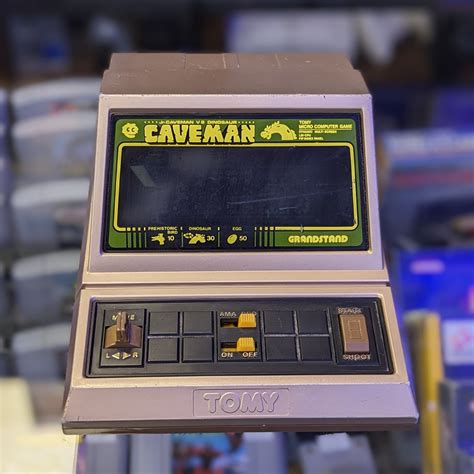 CAVEMAN VS DINOSAUR
CAVEMAN
TOMY
MICRO COMPUTER GAME
PREHISTORIC
BIRD
10
DINOSAUR
30
EGG
50
GRANDSTAND
L R
AMA
ON OFF
SHOOT
TOMY